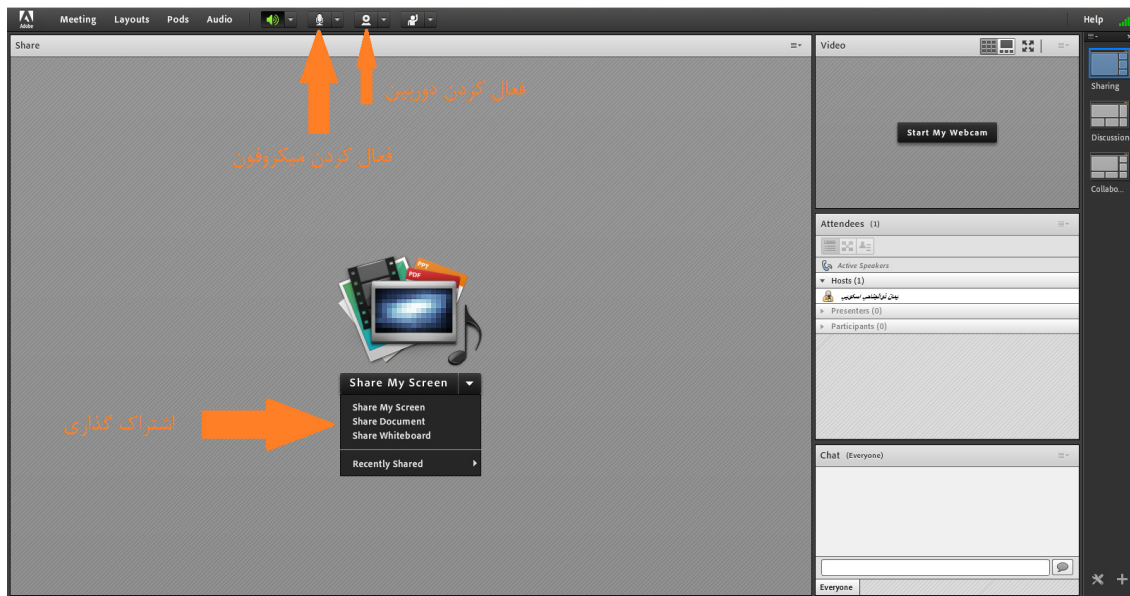 Adobe
Meeting Layouts Pods Audio Help
Share
Video
Sharing
فعال کردن دوربین
Start My Webcam
Discussion
فعال کردن میکروفون
Collabo...
Attendees (1)
Active Speakers
Hosts (1)
Presenters (0)
Participants (0)
PPT
PDF
Share My Screen
Share My Screen
Share Document
Share Whiteboard
Recently Shared
اشتراک گذاری
Chat (Everyone)
Everyone